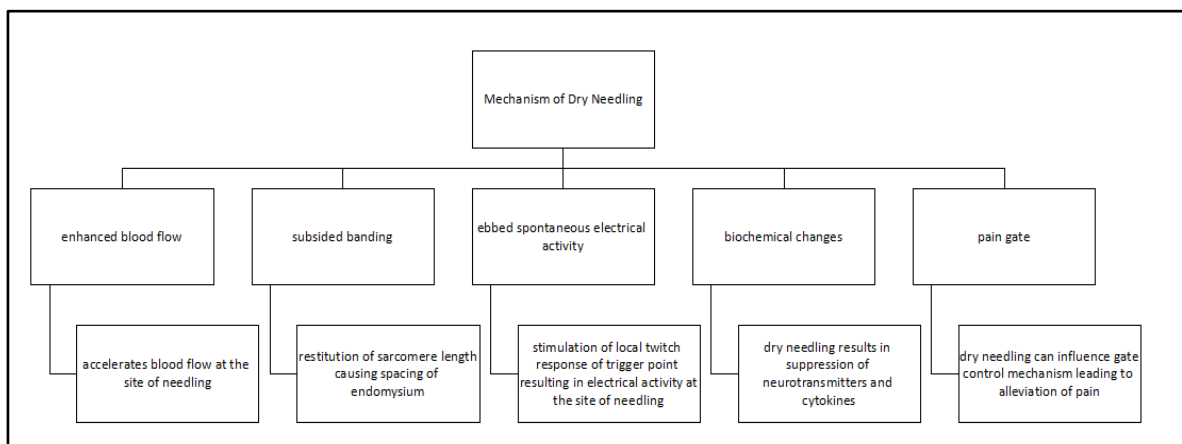 Mechanism of Dry Needling
enhanced blood flow
subsided banding
ebbed spontaneous electrical
activity
biochemical changes
pain gate
accelerates blood flow at the
site of needling
restitution of sarcomere length
causing spacing of
endomysium
stimulation of local twitch
response of trigger point
resulting in electrical activity at
the site of needling
dry needling results in
suppression of
neurotransmitters and
cytokines
dry needling can influence gate
control mechanism leading to
alleviation of pain